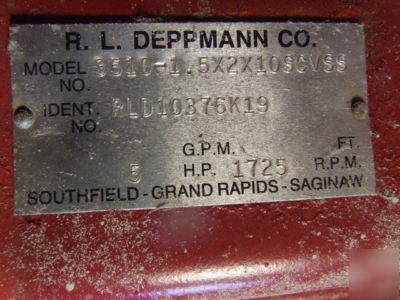 R. L. DEPPMANN CO.
MODEL NO. 3510-1.5X2X10SCVSS
IDENT. NO. RLD10376K19
G.P.M. FT.
5 H.P. 1725 R.P.M.
SOUTHFIELD - GRAND RAPIDS - SAGINAW